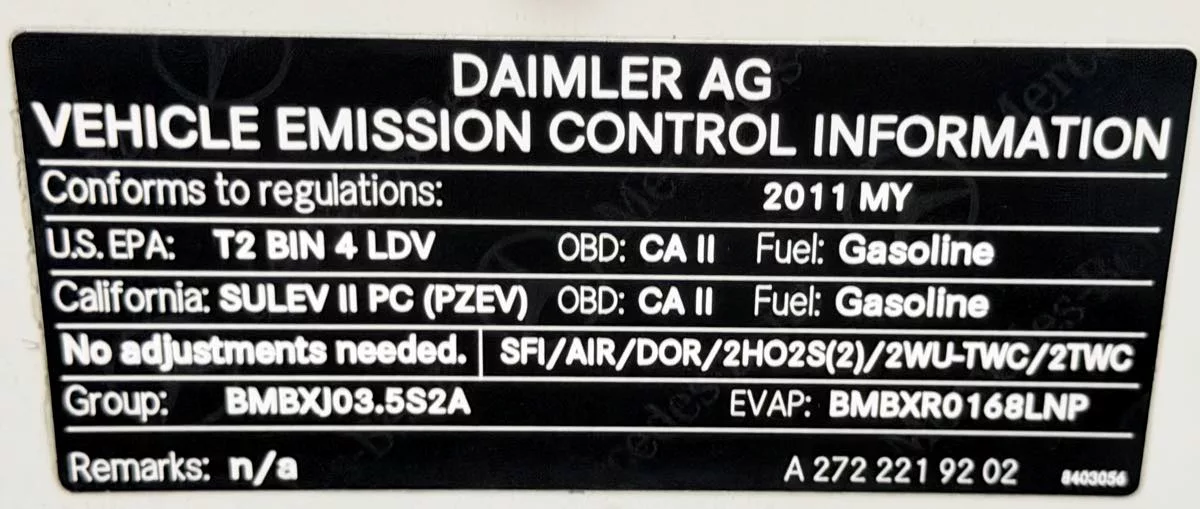 DAIMLER AG
VEHICLE EMISSION CONTROL INFORMATION
Conforms to regulations: 2011 MY
U.S. EPA: T2 BIN 4 LDV OBD: CA II Fuel: Gasoline
California: SULEV II PC (PZEV) OBD: CA II Fuel: Gasoline
No adjustments needed. SFI/AIR/DOR/2HO2S(2)/2WU-TWC/2TWC
Group: BMBXJ03.5S2A EVAP: BMBXR0168LNP
Remarks: n/a A 272 221 92 02 8403056